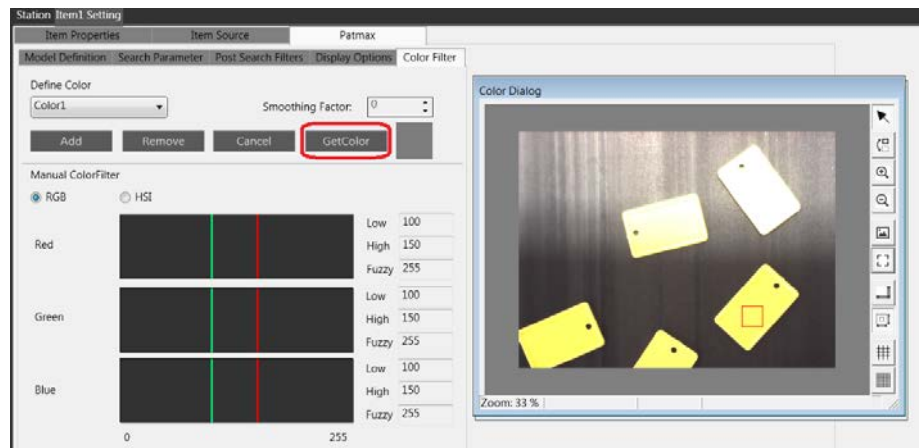 Station Item1 Setting
Item Properties Item Source Patmax
Model Definition Search Parameter Post Search Filters Display Options Color Filter
Define Color
Color1 Smoothing Factor: 0
Add Remove Cancel GetColor
Manual ColorFilter
RGB HSI
Red
Low 100
High 150
Fuzzy 255
Green
Low 100
High 150
Fuzzy 255
Blue
Low 100
High 150
Fuzzy 255
0 255
Color Dialog
Zoom: 33 %